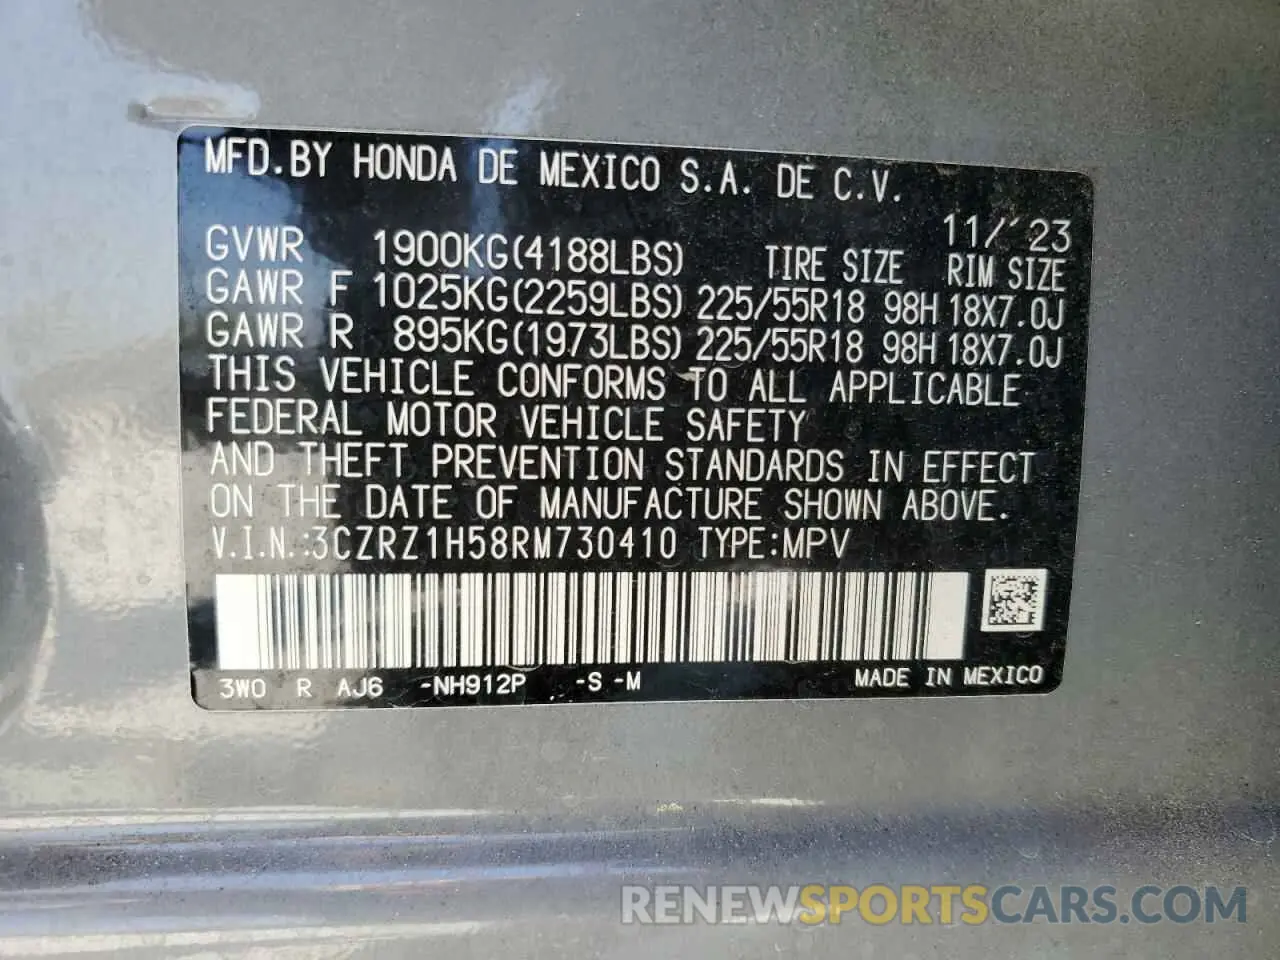 MFD.BY HONDA DE MEXICO S.A. DE C.V.
11/'23
GVWR 1900KG(4188LBS) TIRE SIZE RIM SIZE
GAWR F 1025KG(2259LBS) 225/55R18 98H 18X7.0J
GAWR R 895KG(1973LBS) 225/55R18 98H 18X7.0J
THIS VEHICLE CONFORMS TO ALL APPLICABLE
FEDERAL MOTOR VEHICLE SAFETY
AND THEFT PREVENTION STANDARDS IN EFFECT
ON THE DATE OF MANUFACTURE SHOWN ABOVE.
V.I.N.:3CZRZ1H58RM730410 TYPE:MPV
3W0 R AJ6 -NH912P -S -M MADE IN MEXICO
RENEWSPORTSCARS.COM